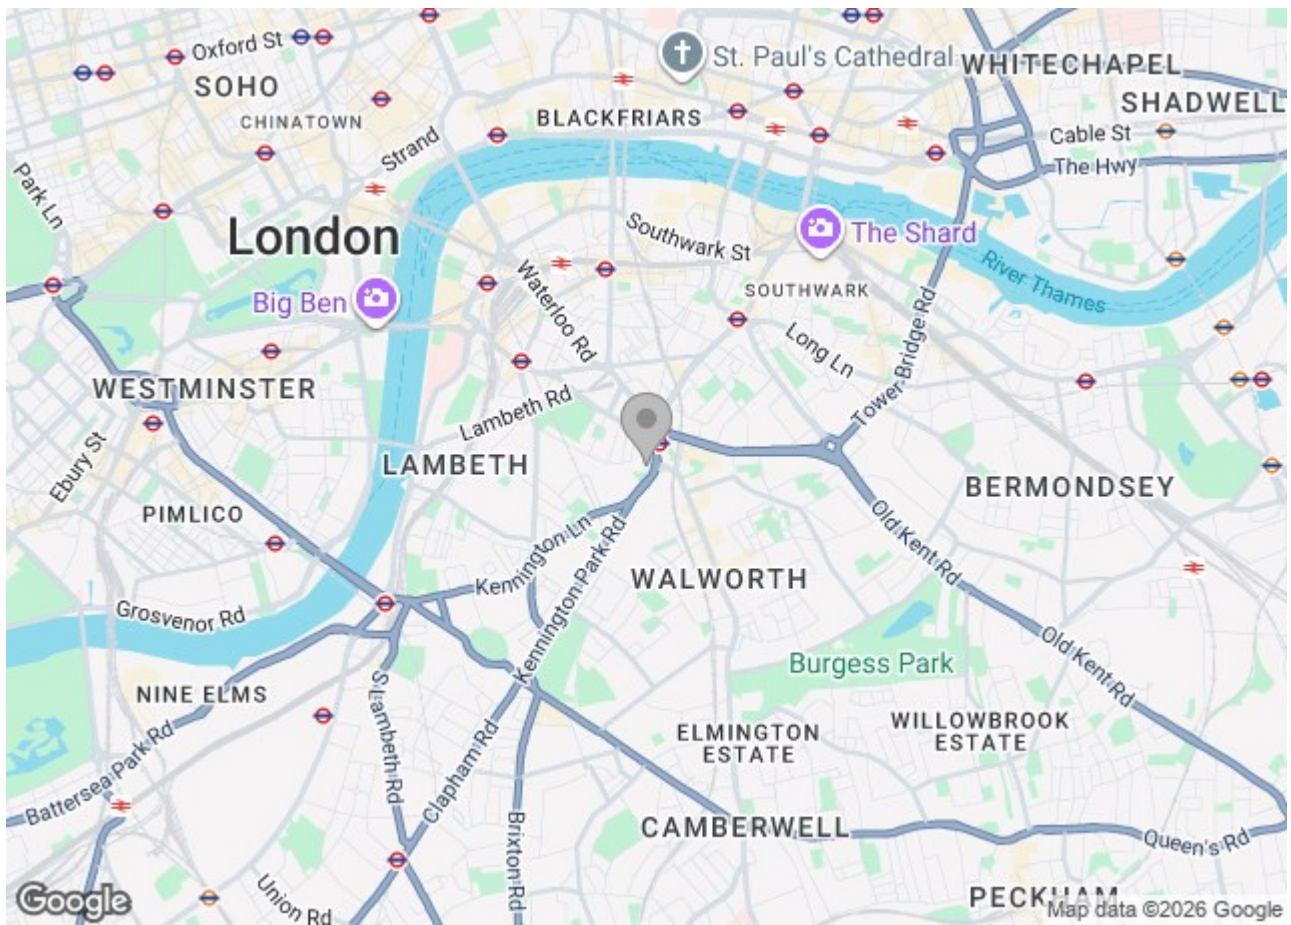 Oxford St
St. Paul's Cathedral
WHITECHAPEL
SOHO
SHADWELL
CHINATOWN
BLACKFRIARS
Cable St
Strand
The Hwy
Park Ln
London
Southwark St
The Shard
River Thames
Big Ben
Waterloo Rd
SOUTHWARK
Long Ln
Tower Bridge Rd
WESTMINSTER
Lambeth Rd
Ebury St
LAMBETH
BERMONDSEY
PIMLICO
Old Kent Rd
Kennington Ln
Kennington Park Rd
WALWORTH
Grosvenor Rd
Old Kent Rd
Burgess Park
NINE ELMS
S Lambeth Rd
ELMINGTON
ESTATE
WILLOWBROOK
ESTATE
Battersea Park Rd
Clapham Rd
Brixton Rd
CAMBERWELL
Queen's Rd
Union Rd
PECKHAM
Google
Map data ©2026 Google